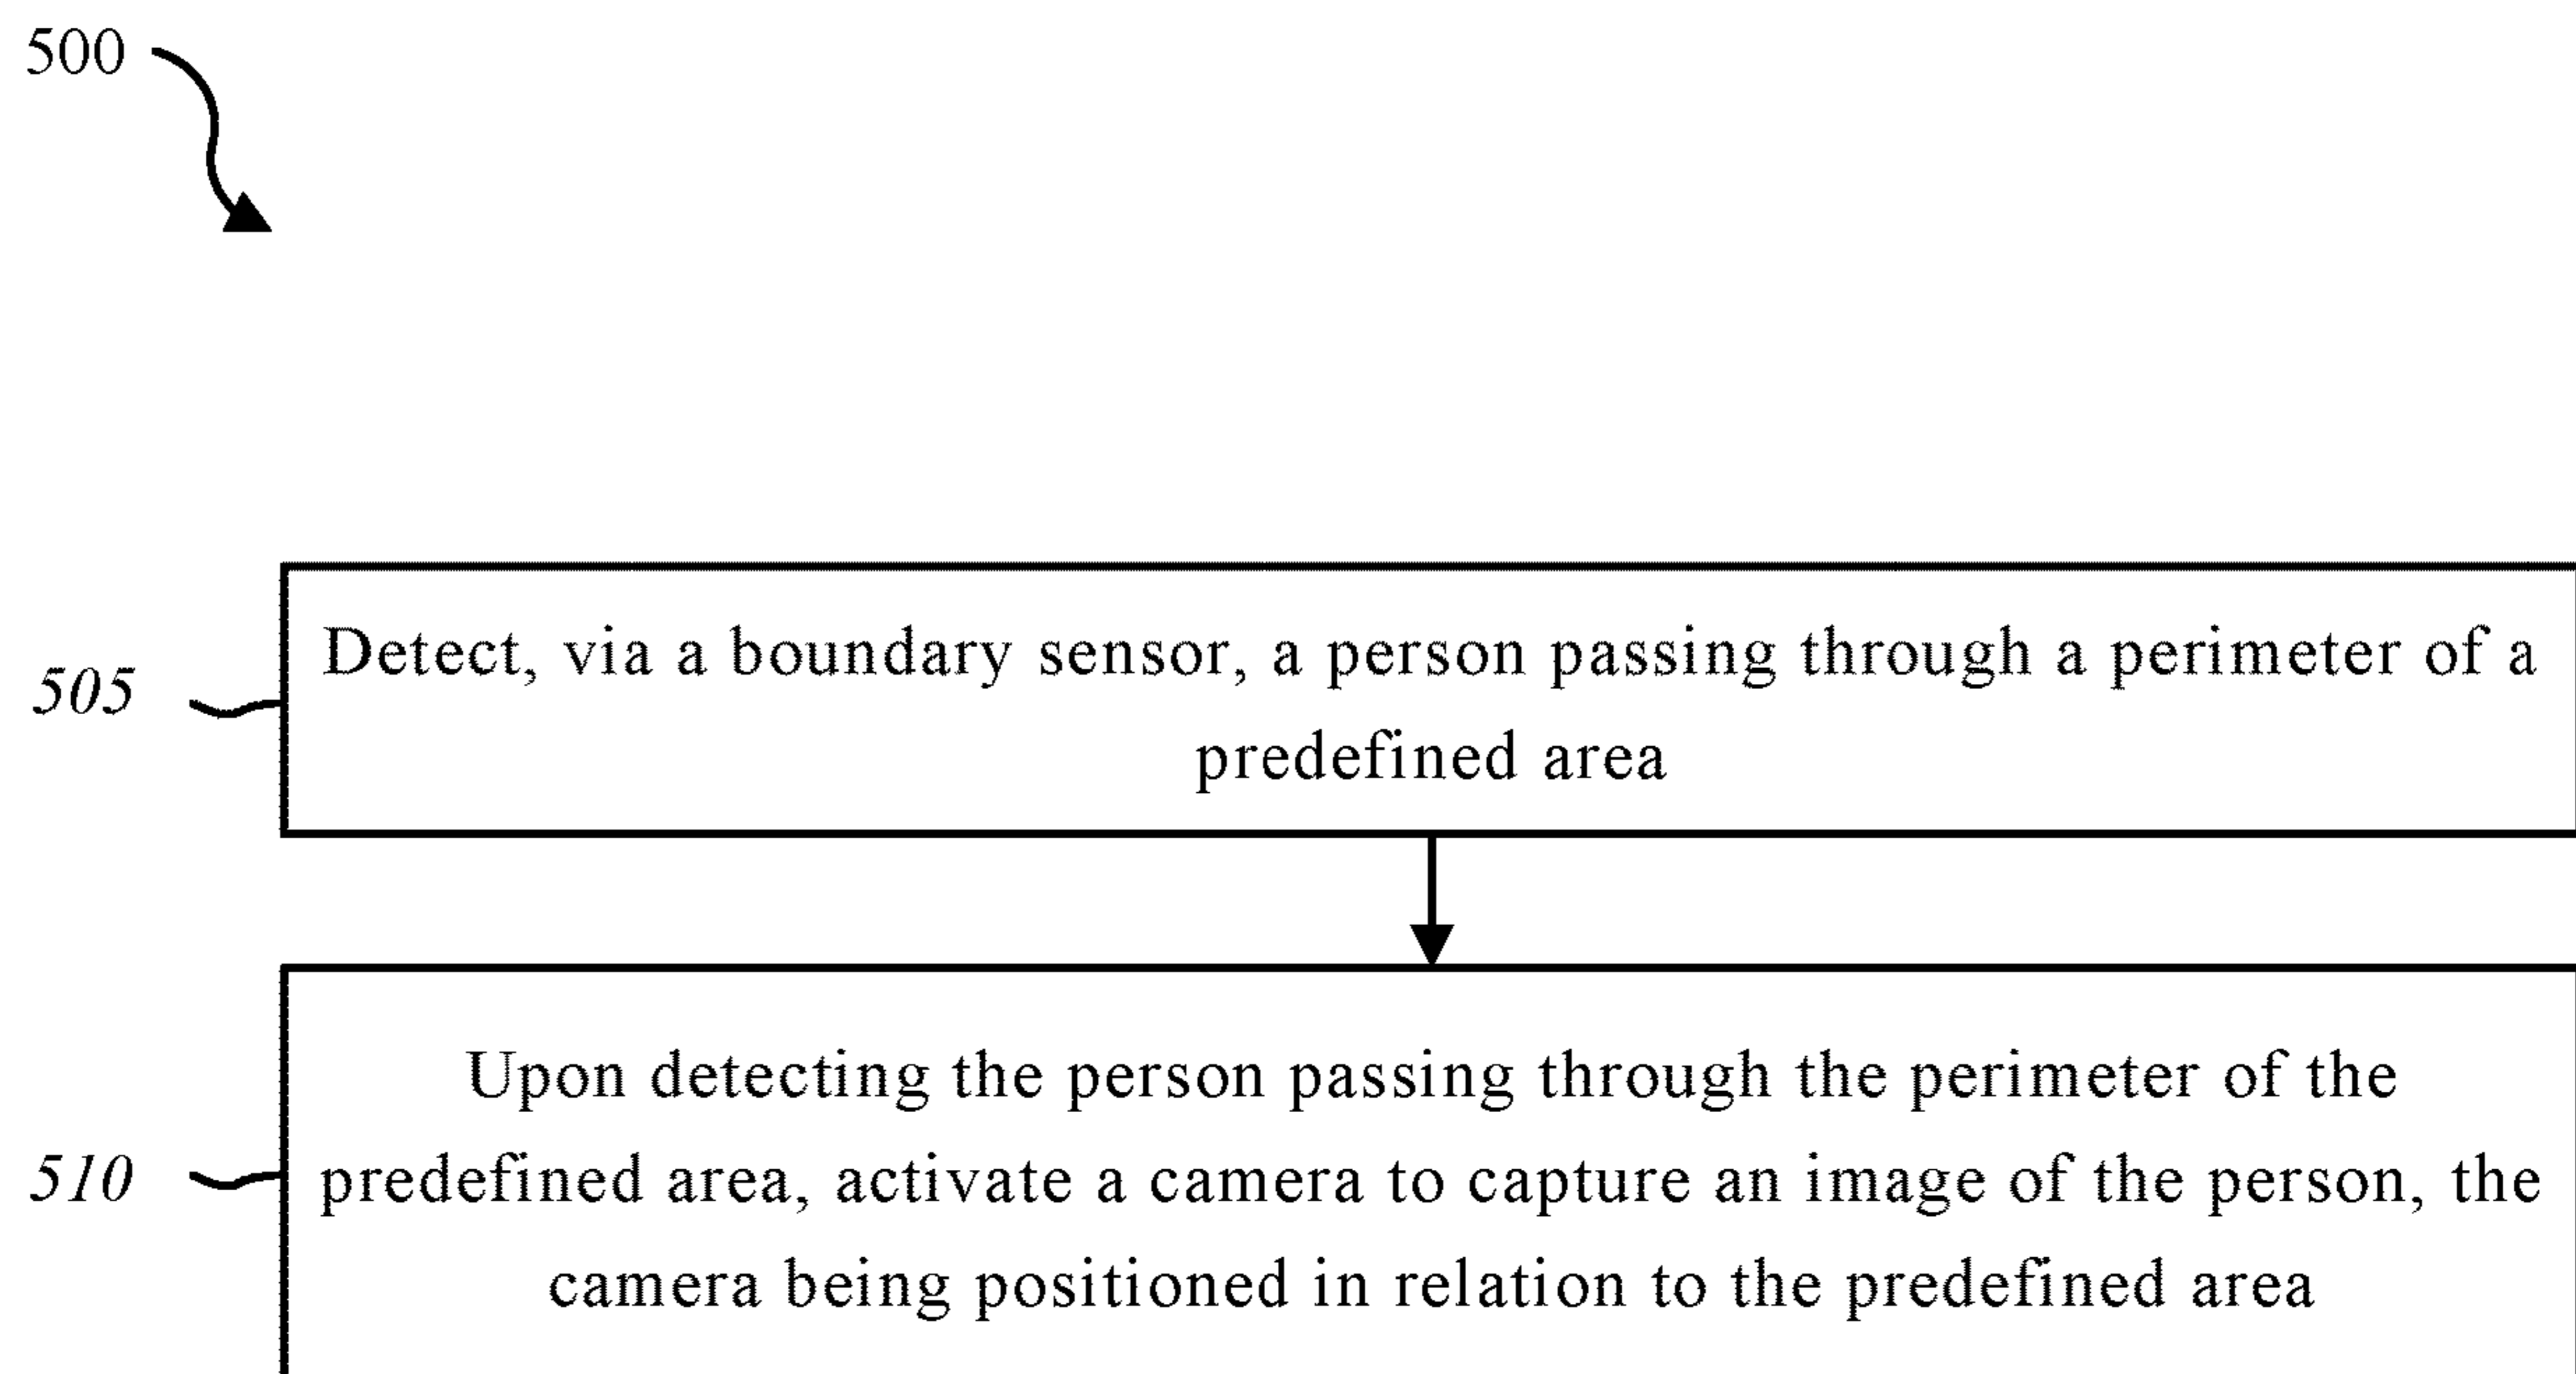 500
505
Detect, via a boundary sensor, a person passing through a perimeter of a
predefined area
510
Upon detecting the person passing through the perimeter of the
predefined area, activate a camera to capture an image of the person, the
camera being positioned in relation to the predefined area